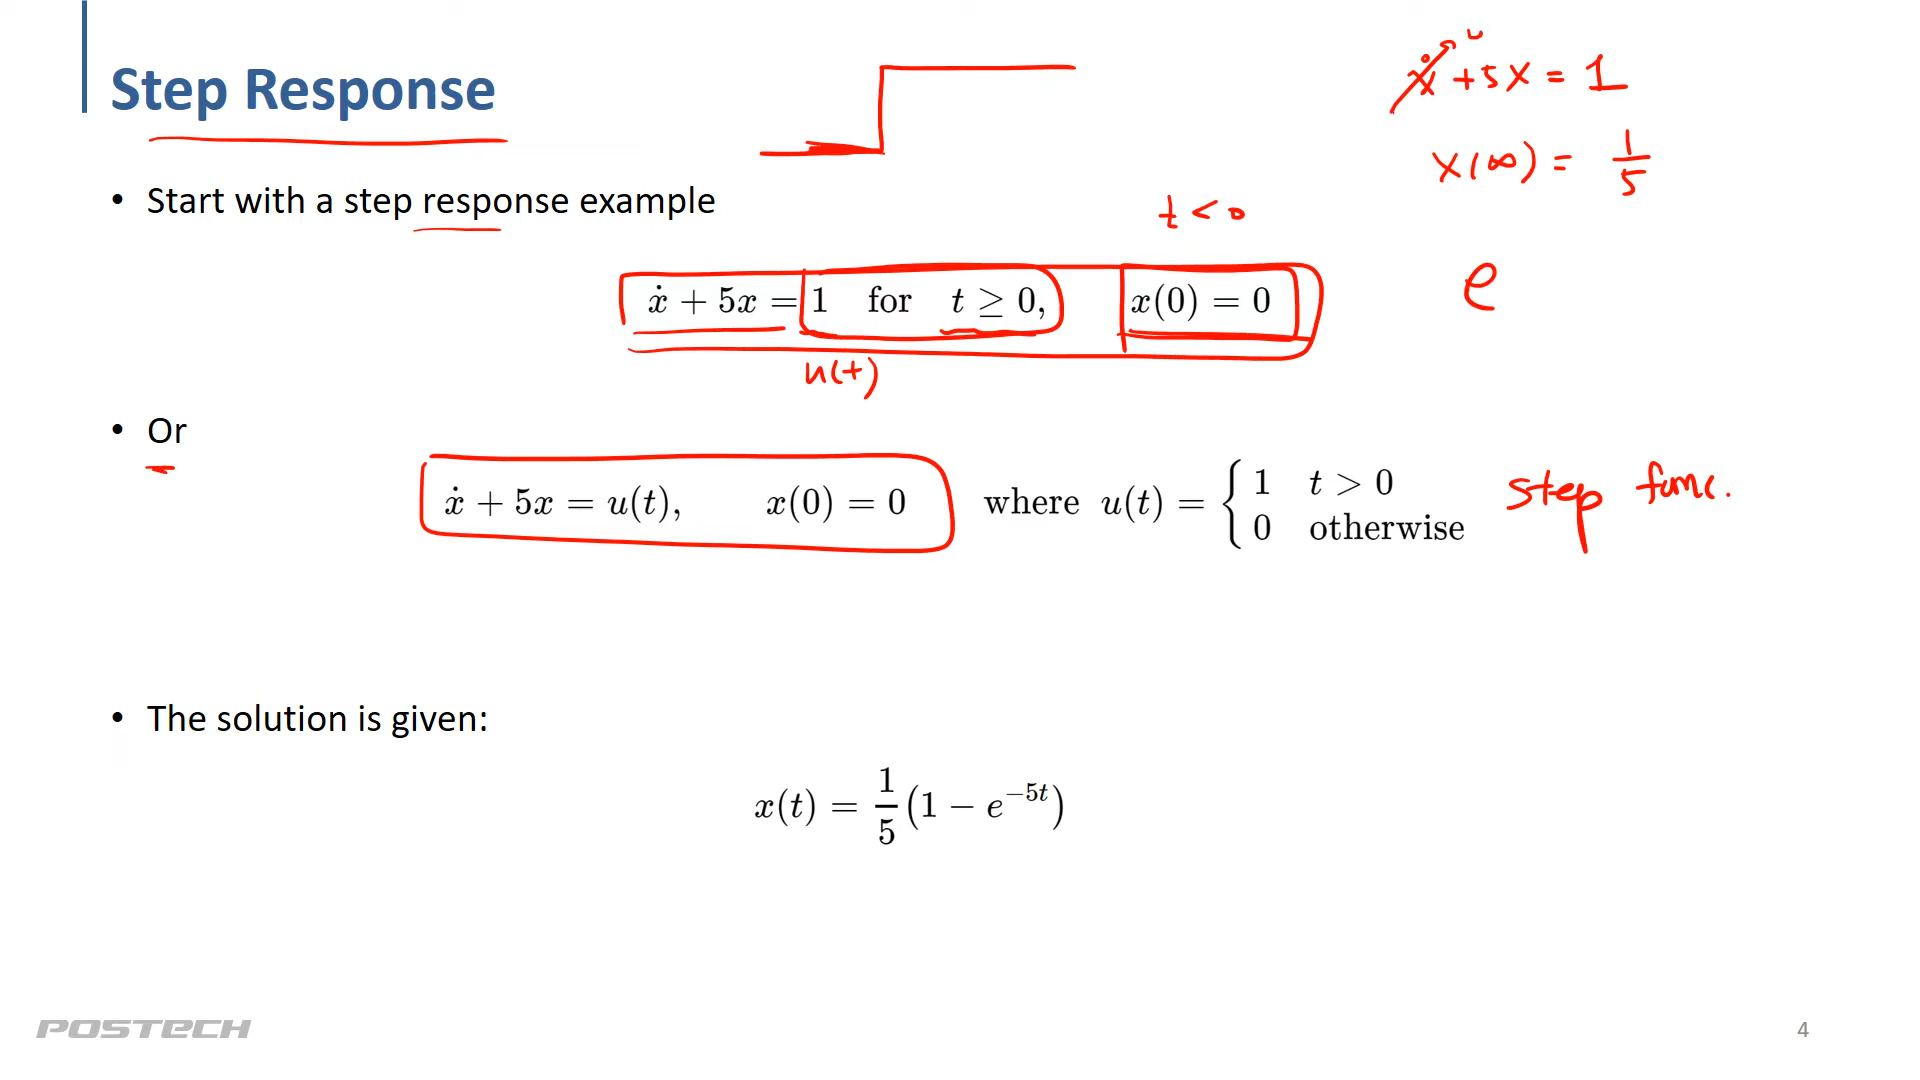 Step Response
ẋ + 5x = 1
x(∞) = 1/5
• Start with a step response example
t < 0
ẋ + 5x = 1 for t ≥ 0, x(0) = 0
e
u(t)
• Or
ẋ + 5x = u(t), x(0) = 0 where u(t) = { 1 t > 0
0 otherwise
step func.
• The solution is given:
x(t) = 1/5 (1 − e^{−5t})
POSTECH
4